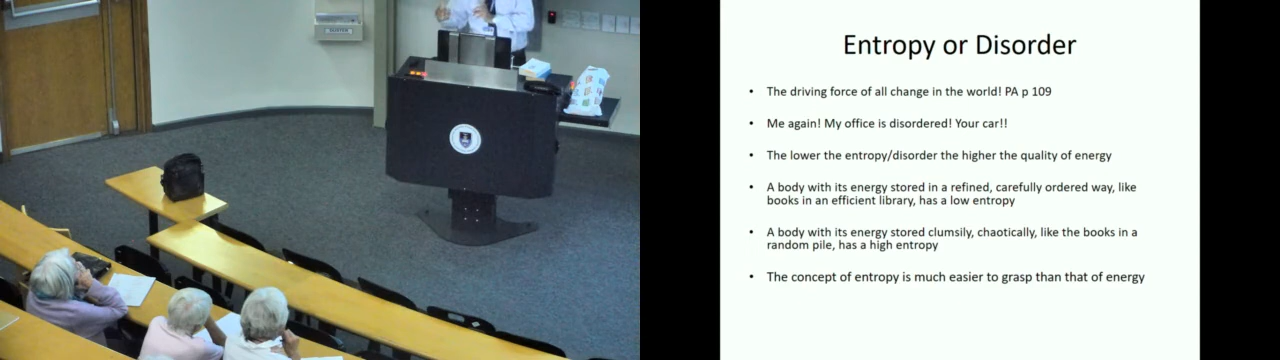 DUSTER
Entropy or Disorder
• The driving force of all change in the world! PA p 109
• Me again! My office is disordered! Your car!!
• The lower the entropy/disorder the higher the quality of energy
• A body with its energy stored in a refined, carefully ordered way, like
books in an efficient library, has a low entropy
• A body with its energy stored clumsily, chaotically, like the books in a
random pile, has a high entropy
• The concept of entropy is much easier to grasp than that of energy